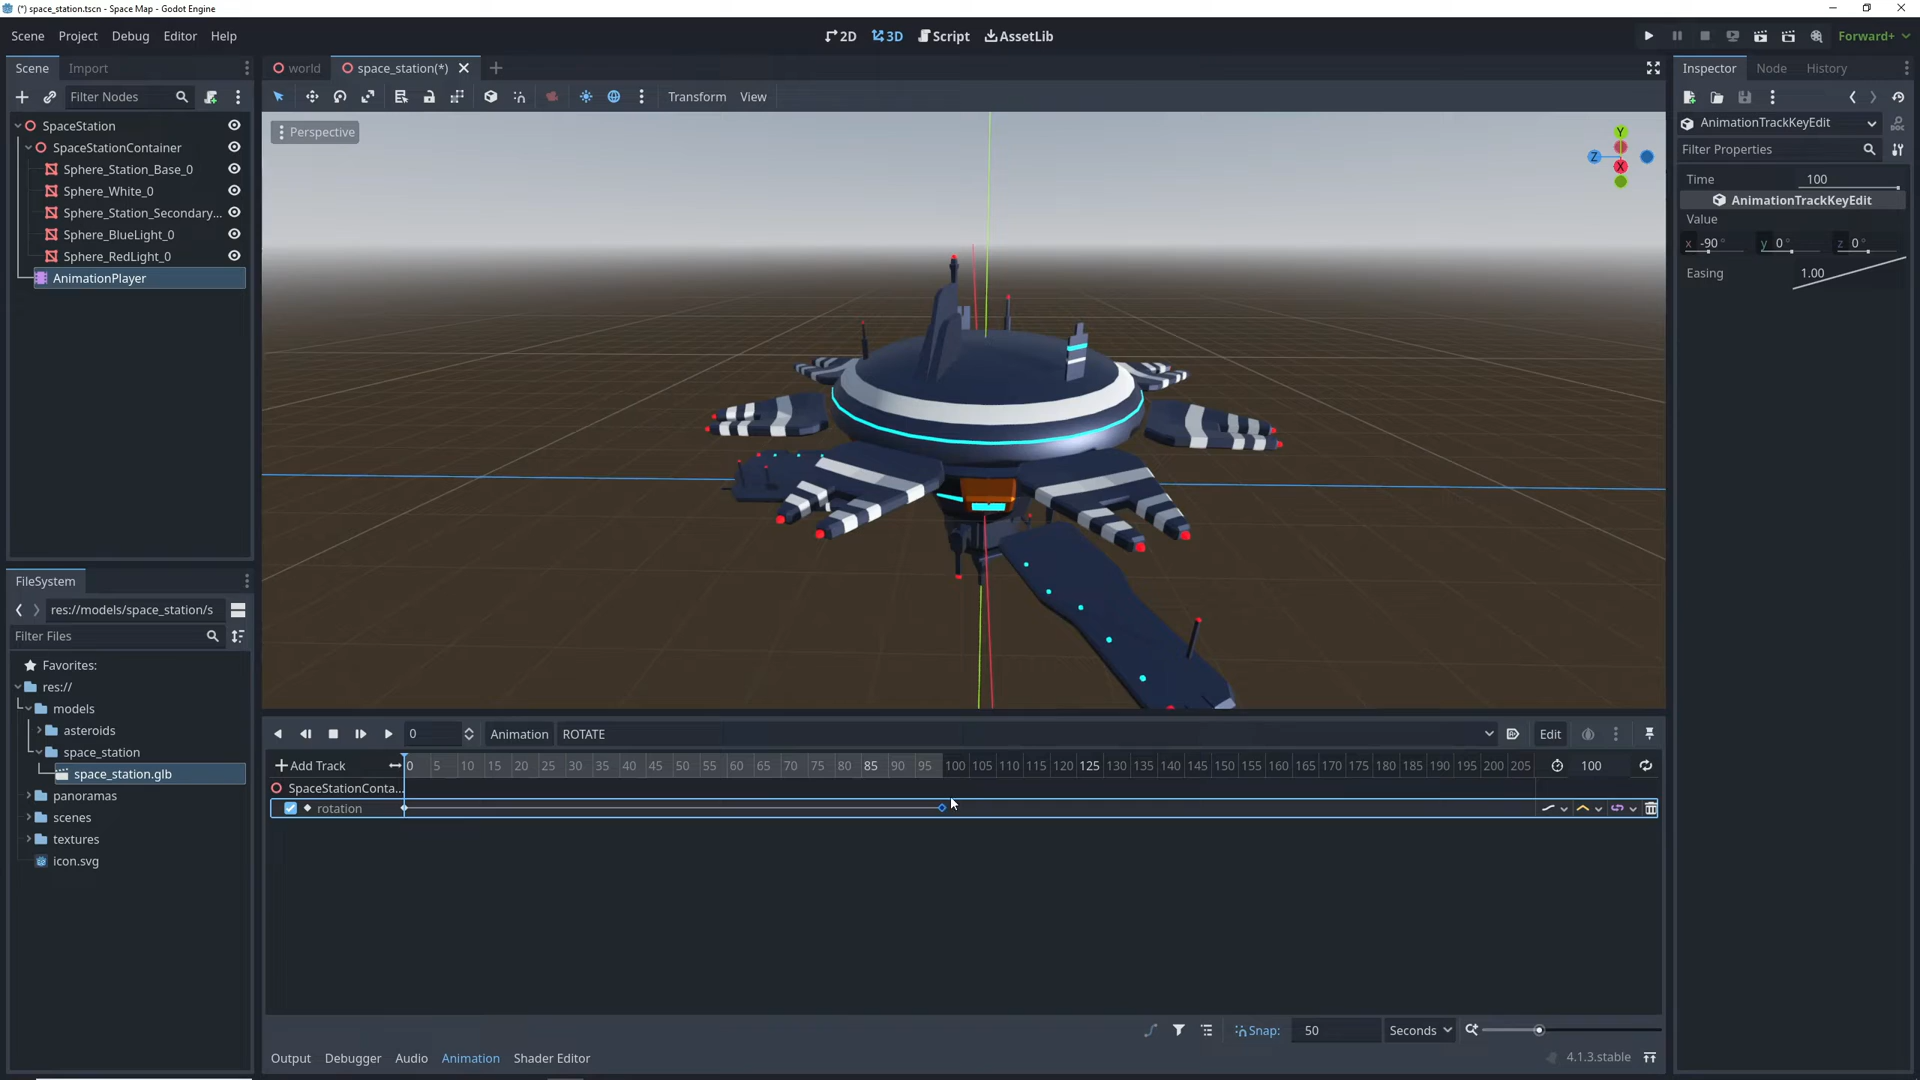 (*) space_station.tscn - Space Map - Godot Engine
Scene Project Debug Editor Help
2D 3D Script AssetLib
Forward+
Scene Import
world space_station(*)
Inspector Node History
Filter Nodes
Transform View
SpaceStation
SpaceStationContainer
Sphere_Station_Base_0
Sphere_White_0
Sphere_Station_Secondary...
Sphere_BlueLight_0
Sphere_RedLight_0
AnimationPlayer
Perspective
Y
Z
X
AnimationTrackKeyEdit
Filter Properties
Time 100
AnimationTrackKeyEdit
Value
x -90 ° y 0 ° z 0 °
Easing 1.00
FileSystem
res://models/space_station/s
Filter Files
Favorites:
res://
models
asteroids
space_station
space_station.glb
panoramas
scenes
textures
icon.svg
0 Animation ROTATE Edit
Add Track 0 5 10 15 20 25 30 35 40 45 50 55 60 65 70 75 80 85 90 95 100 105 110 115 120 125 130 135 140 145 150 155 160 165 170 175 180 185 190 195 200 205 100
SpaceStationConta...
rotation
Snap: 50 Seconds
Output Debugger Audio Animation Shader Editor
4.1.3.stable